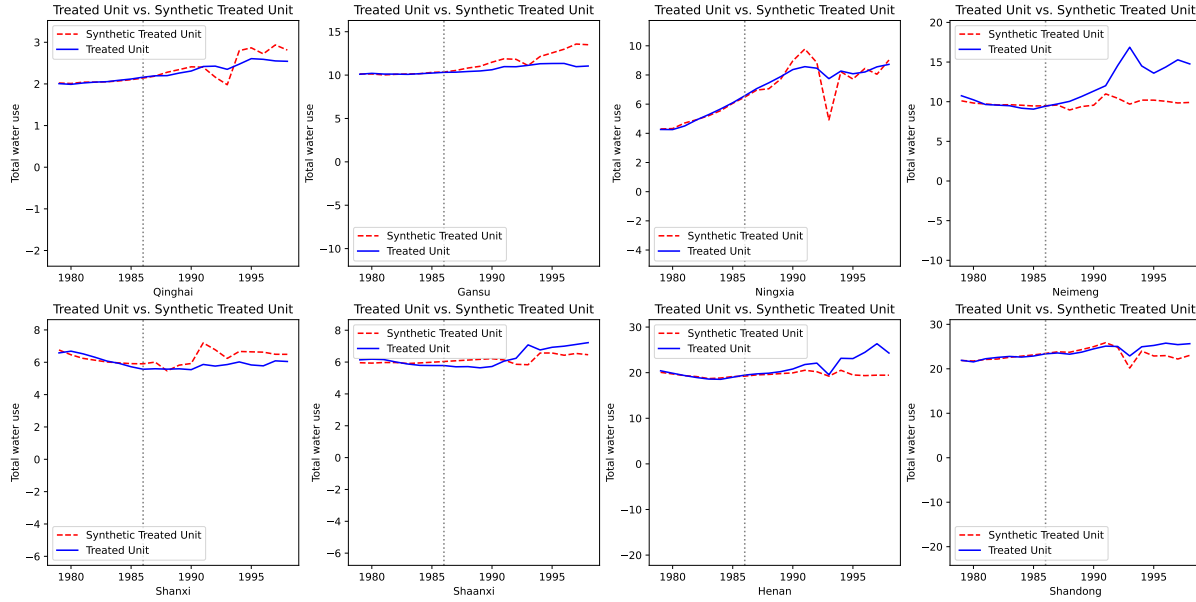 Treated Unit vs. Synthetic Treated Unit
Total water use
3
2
1
0
−1
−2
Synthetic Treated Unit
Treated Unit
1980
1985
1990
1995
Qinghai
Treated Unit vs. Synthetic Treated Unit
Total water use
15
10
5
0
−5
−10
Synthetic Treated Unit
Treated Unit
1980
1985
1990
1995
Gansu
Treated Unit vs. Synthetic Treated Unit
Total water use
10
8
6
4
2
0
−2
−4
Synthetic Treated Unit
Treated Unit
1980
1985
1990
1995
Ningxia
Treated Unit vs. Synthetic Treated Unit
Total water use
20
15
10
5
0
−5
−10
Synthetic Treated Unit
Treated Unit
1980
1985
1990
1995
Neimeng
Treated Unit vs. Synthetic Treated Unit
Total water use
8
6
4
2
0
−2
−4
−6
Synthetic Treated Unit
Treated Unit
1980
1985
1990
1995
Shanxi
Treated Unit vs. Synthetic Treated Unit
Total water use
8
6
4
2
0
−2
−4
−6
Synthetic Treated Unit
Treated Unit
1980
1985
1990
1995
Shaanxi
Treated Unit vs. Synthetic Treated Unit
Total water use
30
20
10
0
−10
−20
Synthetic Treated Unit
Treated Unit
1980
1985
1990
1995
Henan
Treated Unit vs. Synthetic Treated Unit
Total water use
30
20
10
0
−10
−20
Synthetic Treated Unit
Treated Unit
1980
1985
1990
1995
Shandong